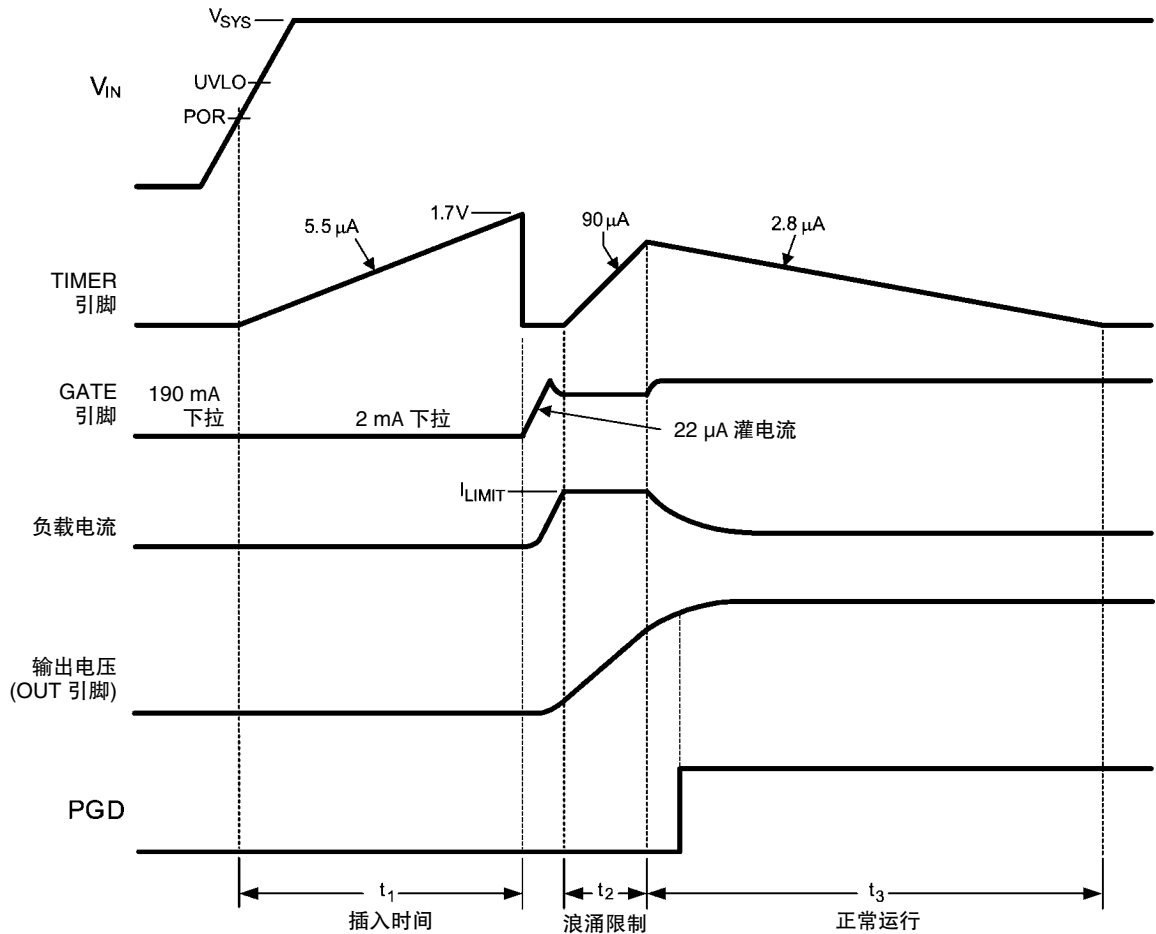 V_SYS
V_IN
UVLO
POR
1.7V
5.5 μA
90 μA
2.8 μA
TIMER
引脚
GATE
引脚
190 mA
下拉
2 mA 下拉
22 μA 灌电流
I_LIMIT
负载电流
输出电压
(OUT 引脚)
PGD
t₁
t₂
t₃
插入时间
浪涌限制
正常运行